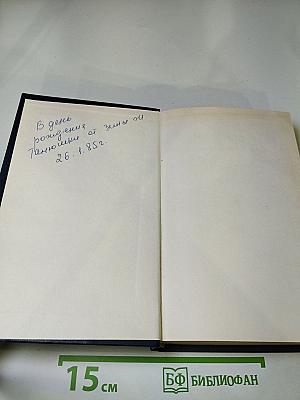 В день
рождения
Танюшки от
26.1.85г.
15 см
БФ БИБЛИОФАН